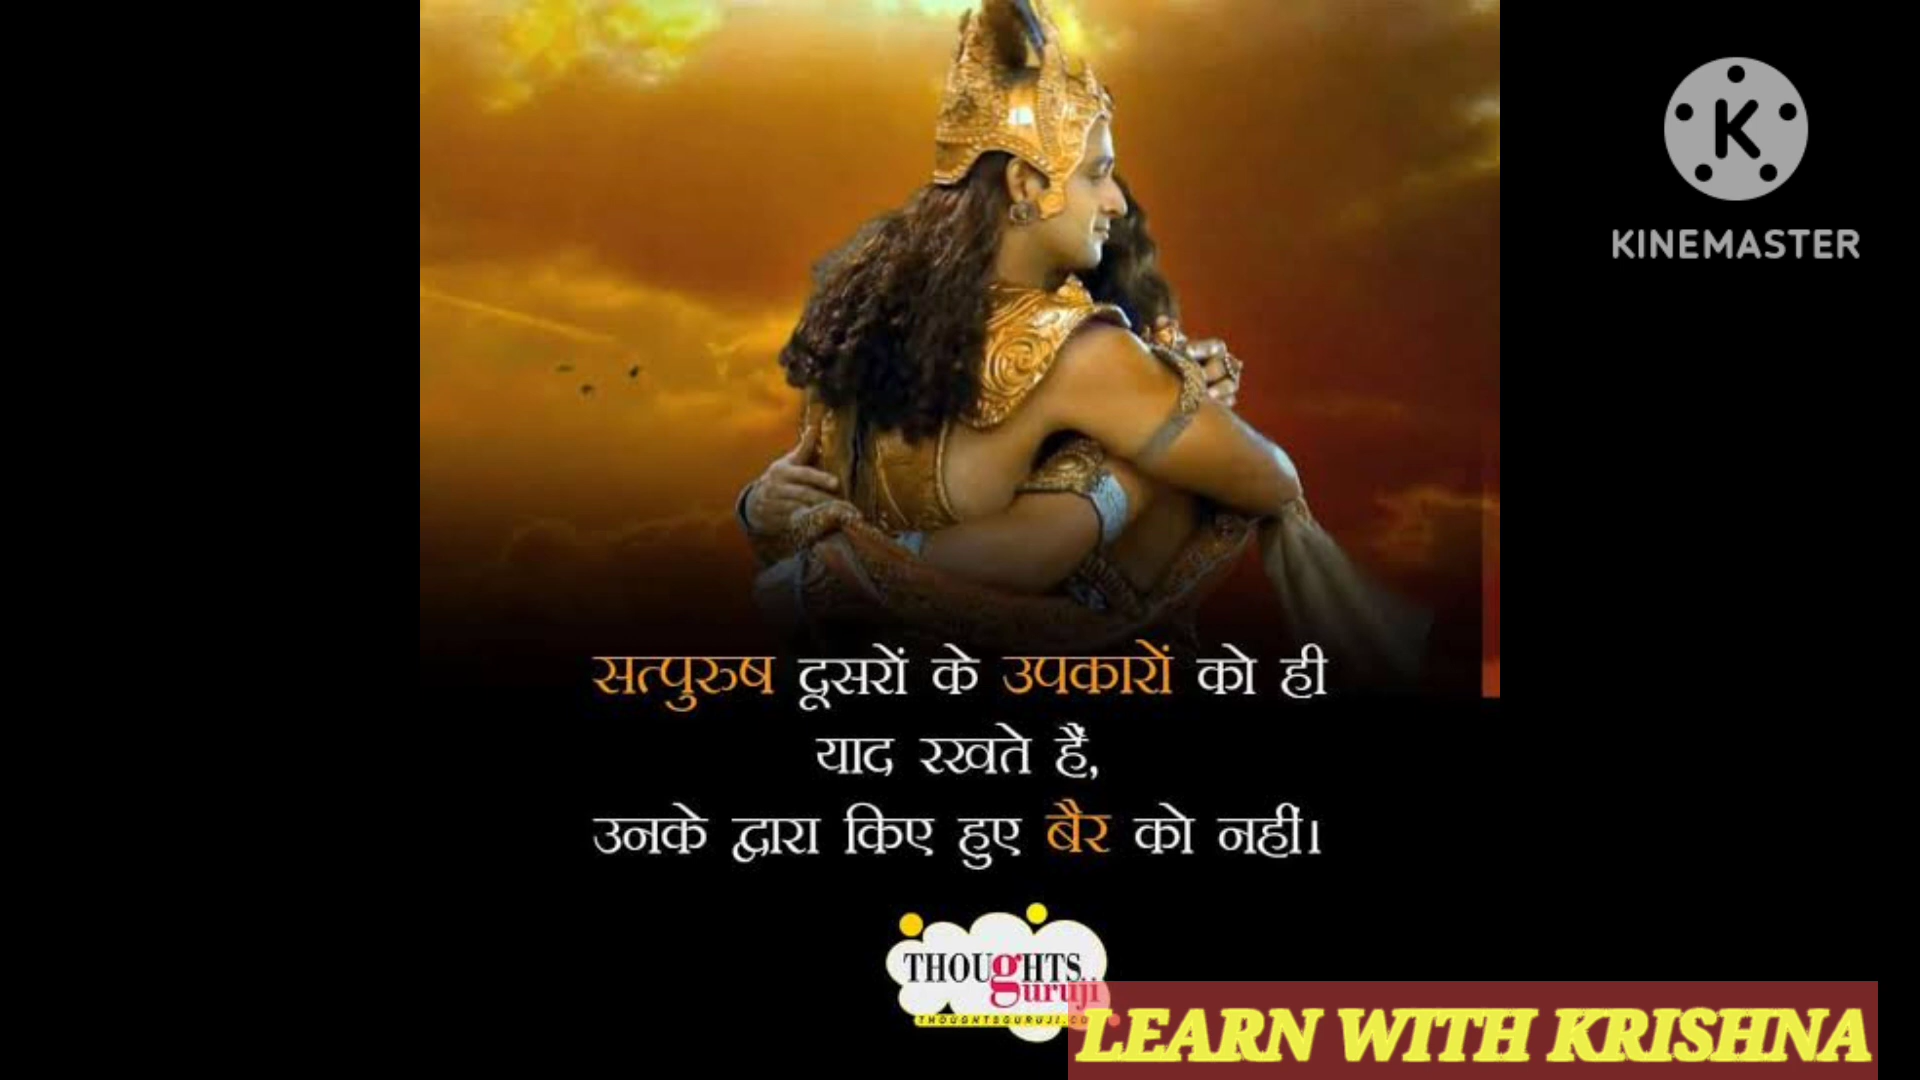 K
KINEMASTER
सत्पुरुष दूसरों के उपकारों को ही
याद रखते हैं,
उनके द्वारा किए हुए बैर को नहीं।
THOUGHTS
guruji
LEARN WITH KRISHNA